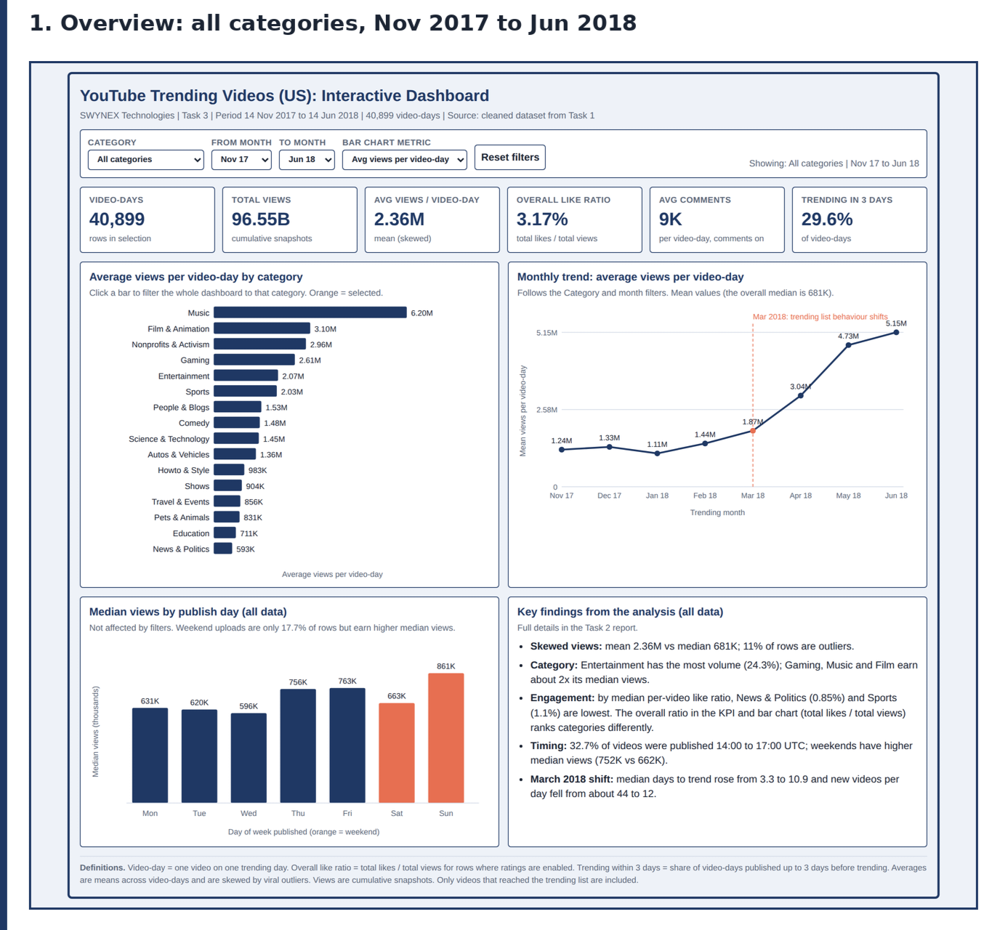 1. Overview: all categories, Nov 2017 to Jun 2018
YouTube Trending Videos (US): Interactive Dashboard
SWYNEX Technologies | Task 3 | Period 14 Nov 2017 to 14 Jun 2018 | 40,899 video-days | Source: cleaned dataset from Task 1
CATEGORY
All categories
FROM MONTH
Nov 17
TO MONTH
Jun 18
BAR CHART METRIC
Avg views per video-day
Reset filters
Showing: All categories | Nov 17 to Jun 18
VIDEO-DAYS
40,899
rows in selection
TOTAL VIEWS
96.55B
cumulative snapshots
AVG VIEWS / VIDEO-DAY
2.36M
mean (skewed)
OVERALL LIKE RATIO
3.17%
total likes / total views
AVG COMMENTS
9K
per video-day, comments on
TRENDING IN 3 DAYS
29.6%
of video-days
Average views per video-day by category
Click a bar to filter the whole dashboard to that category. Orange = selected.
Music 6.20M
Film & Animation 3.10M
Nonprofits & Activism 2.96M
Gaming 2.61M
Entertainment 2.07M
Sports 2.03M
People & Blogs 1.53M
Comedy 1.48M
Science & Technology 1.45M
Autos & Vehicles 1.36M
Howto & Style 983K
Shows 904K
Travel & Events 856K
Pets & Animals 831K
Education 711K
News & Politics 593K
Average views per video-day
Monthly trend: average views per video-day
Follows the Category and month filters. Mean values (the overall median is 681K).
Mar 2018: trending list behaviour shifts
5.15M
2.58M
0
Mean views per video-day
1.24M
1.33M
1.11M
1.44M
1.87M
3.04M
4.73M
5.15M
Nov 17 Dec 17 Jan 18 Feb 18 Mar 18 Apr 18 May 18 Jun 18
Trending month
Median views by publish day (all data)
Not affected by filters. Weekend uploads are only 17.7% of rows but earn higher median views.
Median views (thousands)
631K
620K
596K
756K
763K
663K
861K
Mon Tue Wed Thu Fri Sat Sun
Day of week published (orange = weekend)
Key findings from the analysis (all data)
Full details in the Task 2 report.
• Skewed views: mean 2.36M vs median 681K; 11% of rows are outliers.
• Category: Entertainment has the most volume (24.3%); Gaming, Music and Film earn
about 2x its median views.
• Engagement: by median per-video like ratio, News & Politics (0.85%) and Sports
(1.1%) are lowest. The overall ratio in the KPI and bar chart (total likes / total views)
ranks categories differently.
• Timing: 32.7% of videos were published 14:00 to 17:00 UTC; weekends have higher
median views (752K vs 662K).
• March 2018 shift: median days to trend rose from 3.3 to 10.9 and new videos per
day fell from about 44 to 12.
Definitions. Video-day = one video on one trending day. Overall like ratio = total likes / total views for rows where ratings are enabled. Trending within 3 days = share of video-days published up to 3 days before trending. Averages
are means across video-days and are skewed by viral outliers. Views are cumulative snapshots. Only videos that reached the trending list are included.